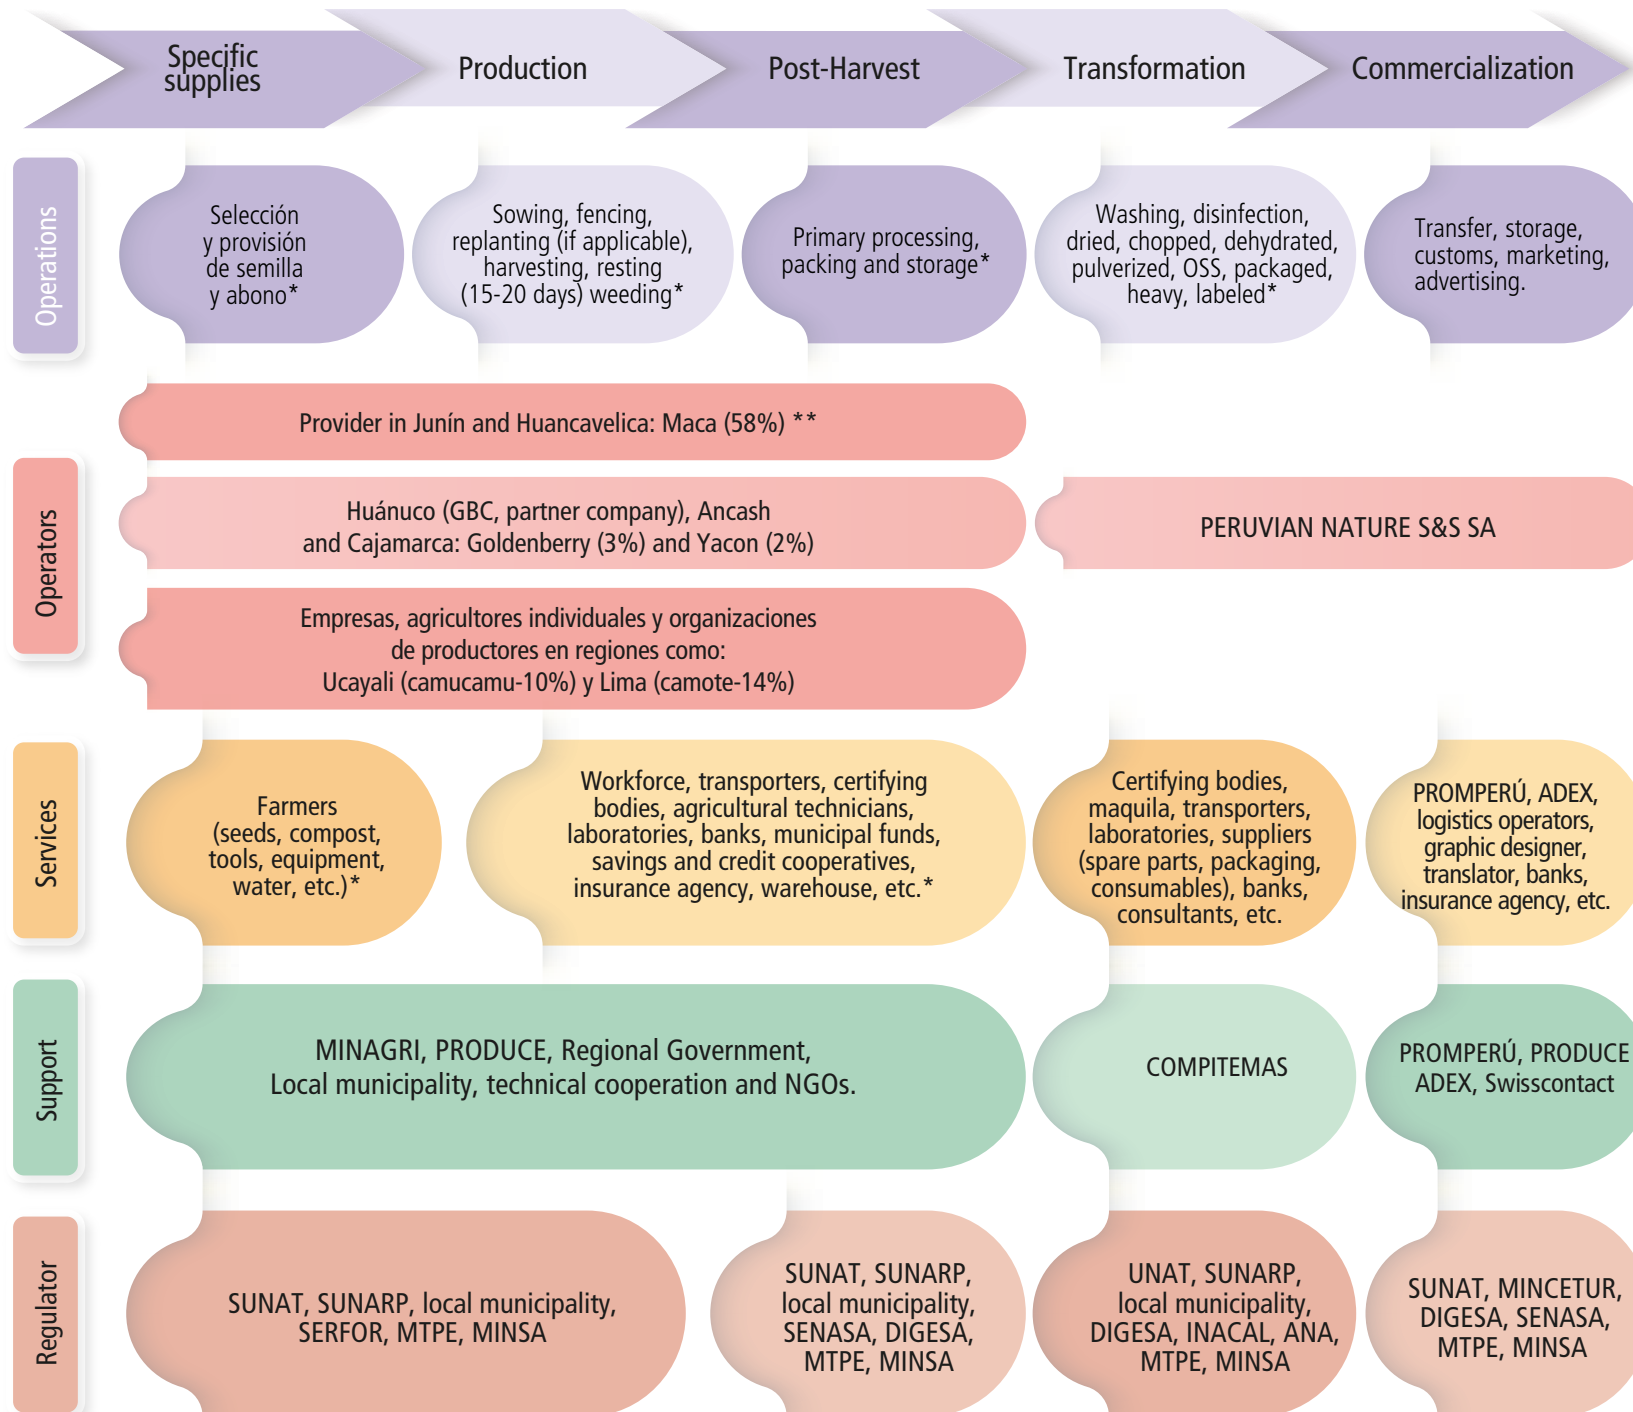 Specific
supplies
Production
Post-Harvest
Transformation
Commercialization
Operations
Selección
y provisión
de semilla
y abono*
Sowing, fencing,
replanting (if applicable),
harvesting, resting
(15-20 days) weeding*
Primary processing,
packing and storage*
Washing, disinfection,
dried, chopped, dehydrated,
pulverized, OSS, packaged,
heavy, labeled*
Transfer, storage,
customs, marketing,
advertising.
Operators
Provider in Junín and Huancavelica: Maca (58%) **
Huánuco (GBC, partner company), Ancash
and Cajamarca: Goldenberry (3%) and Yacon (2%)
PERUVIAN NATURE S&S SA
Empresas, agricultores individuales y organizaciones
de productores en regiones como:
Ucayali (camucamu-10%) y Lima (camote-14%)
Services
Farmers
(seeds, compost,
tools, equipment,
water, etc.)*
Workforce, transporters, certifying
bodies, agricultural technicians,
laboratories, banks, municipal funds,
savings and credit cooperatives,
insurance agency, warehouse, etc.*
Certifying bodies,
maquila, transporters,
laboratories, suppliers
(spare parts, packaging,
consumables), banks,
consultants, etc.
PROMPERÚ, ADEX,
logistics operators,
graphic designer,
translator, banks,
insurance agency, etc.
Support
MINAGRI, PRODUCE, Regional Government,
Local municipality, technical cooperation and NGOs.
COMPITEMAS
PROMPERÚ, PRODUCE
ADEX, Swisscontact
Regulator
SUNAT, SUNARP, local municipality,
SERFOR, MTPE, MINSA
SUNAT, SUNARP,
local municipality,
SENASA, DIGESA,
MTPE, MINSA
UNAT, SUNARP,
local municipality,
DIGESA, INACAL, ANA,
MTPE, MINSA
SUNAT, MINCETUR,
DIGESA, SENASA,
MTPE, MINSA